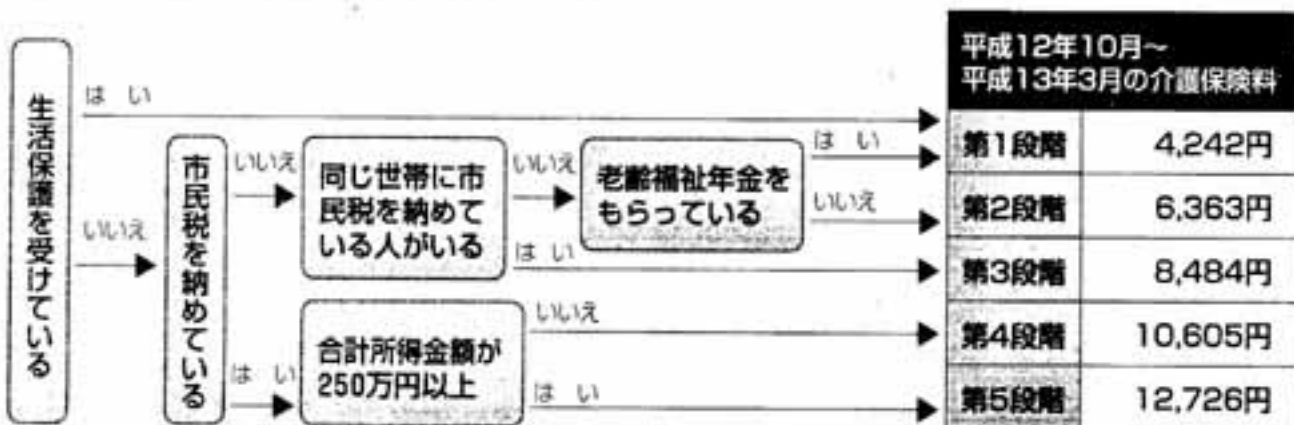 生活保護を受けている
はい
いいえ
市民税を納めている
いいえ
はい
同じ世帯に市
民税を納めて
いる人がいる
いいえ
はい
老齢福祉年金を
もらっている
はい
いいえ
合計所得金額が
250万円以上
いいえ
はい
平成12年10月～
平成13年3月の介護保険料
第1段階 4,242円
第2段階 6,363円
第3段階 8,484円
第4段階 10,605円
第5段階 12,726円